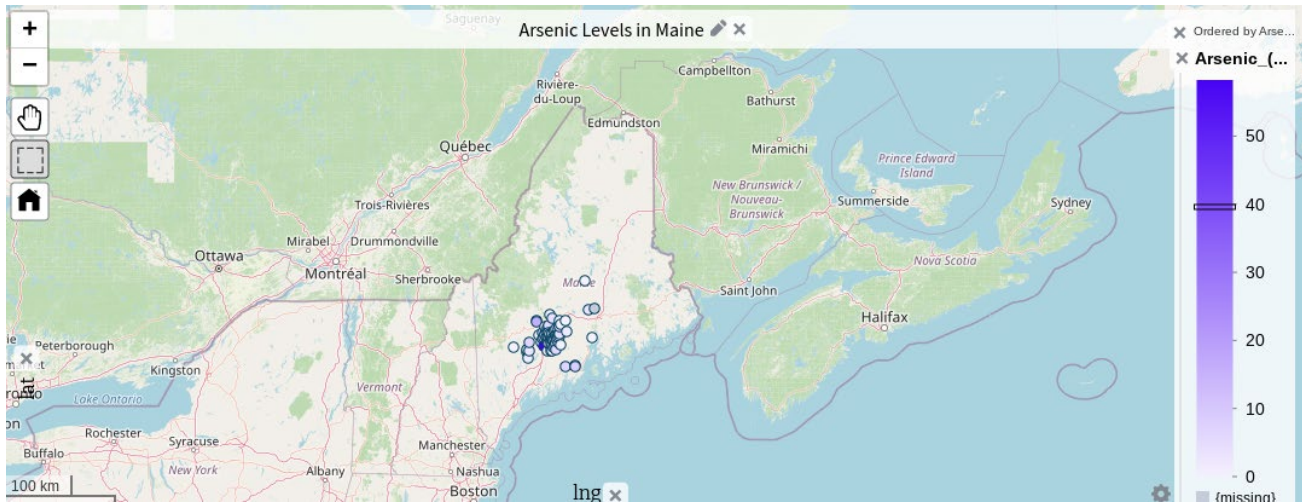 Saguenay
Arsenic Levels in Maine
Ordered by Arse...
Arsenic_(...
Campbellton
Rivière-
du-Loup
Bathurst
Edmundston
50
Québec
Miramichi
Prince Edward
Island
New Brunswick /
Nouveau-
Brunswick
Trois-Rivières
Summerside
Sydney
40
Mirabel
Drummondville
Ottawa
Montréal
Sherbrooke
Nova Scotia
30
Saint John
Halifax
20
Peterborough
Kingston
Vermont
lat
Lake Ontario
10
Rochester
Syracuse
Manchester
Buffalo
New York
Albany
Nashua
0
100 km
Boston
lng
{missing}